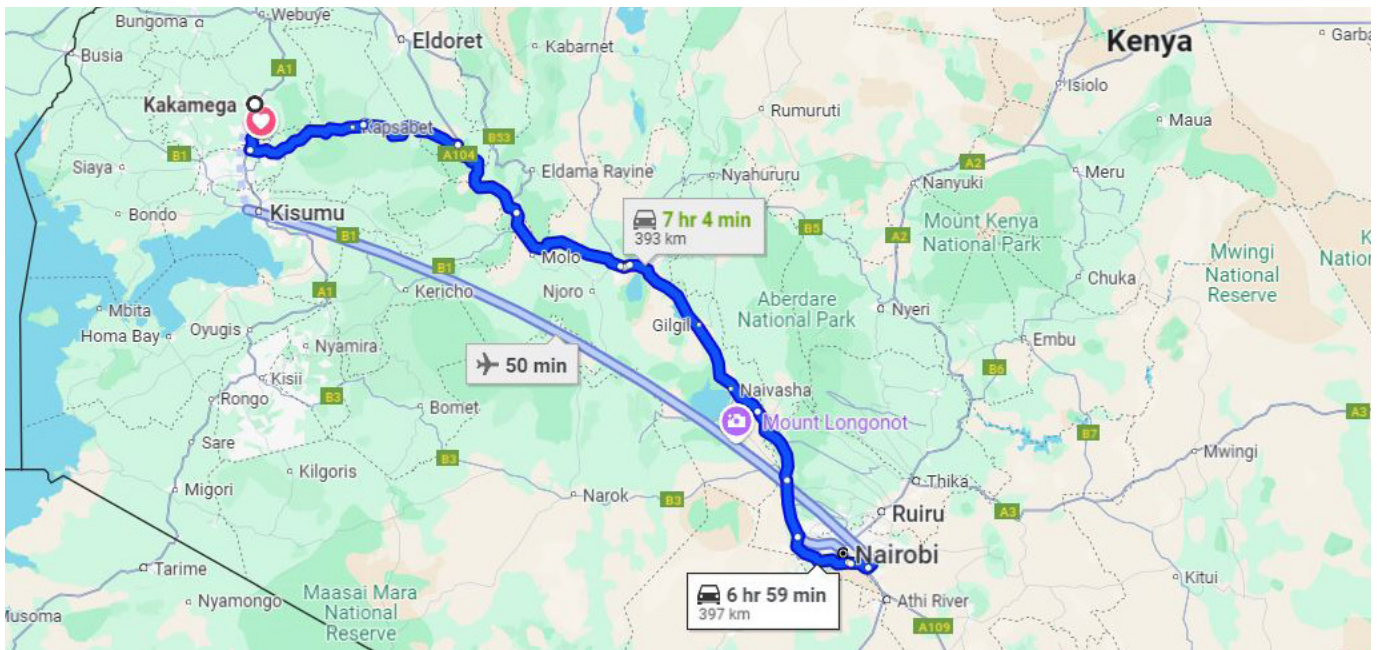 Bungoma
Webuye
Busia
Eldoret
Kabarnet
Kenya
Garba
A1
Kakamega
Isiolo
Rumuruti
Maua
Kapsabet
B53
B1
A104
A2
Siaya
Eldama Ravine
Nyahururu
Nanyuki
Meru
Bondo
Kisumu
B1
7 hr 4 min
393 km
B5
A2
Mount Kenya
National Park
Mwingi
National
Reserve
K
Nation
Molo
B1
Kericho
Njoro
A1
Chuka
Mbita
Homa Bay
Oyugis
Nyamira
Gilgil
Aberdare
National Park
Nyeri
Embu
50 min
B6
Kisii
Rongo
B3
Bomet
Naivasha
Mount Longonot
A3
B7
Sare
Kilgoris
B3
Mwingi
Migori
Narok
B3
Thika
A3
Ruiru
Nairobi
Tarime
Kitui
Maasai Mara
National
Reserve
Nyamongo
6 hr 59 min
397 km
Athi River
Musoma
A109